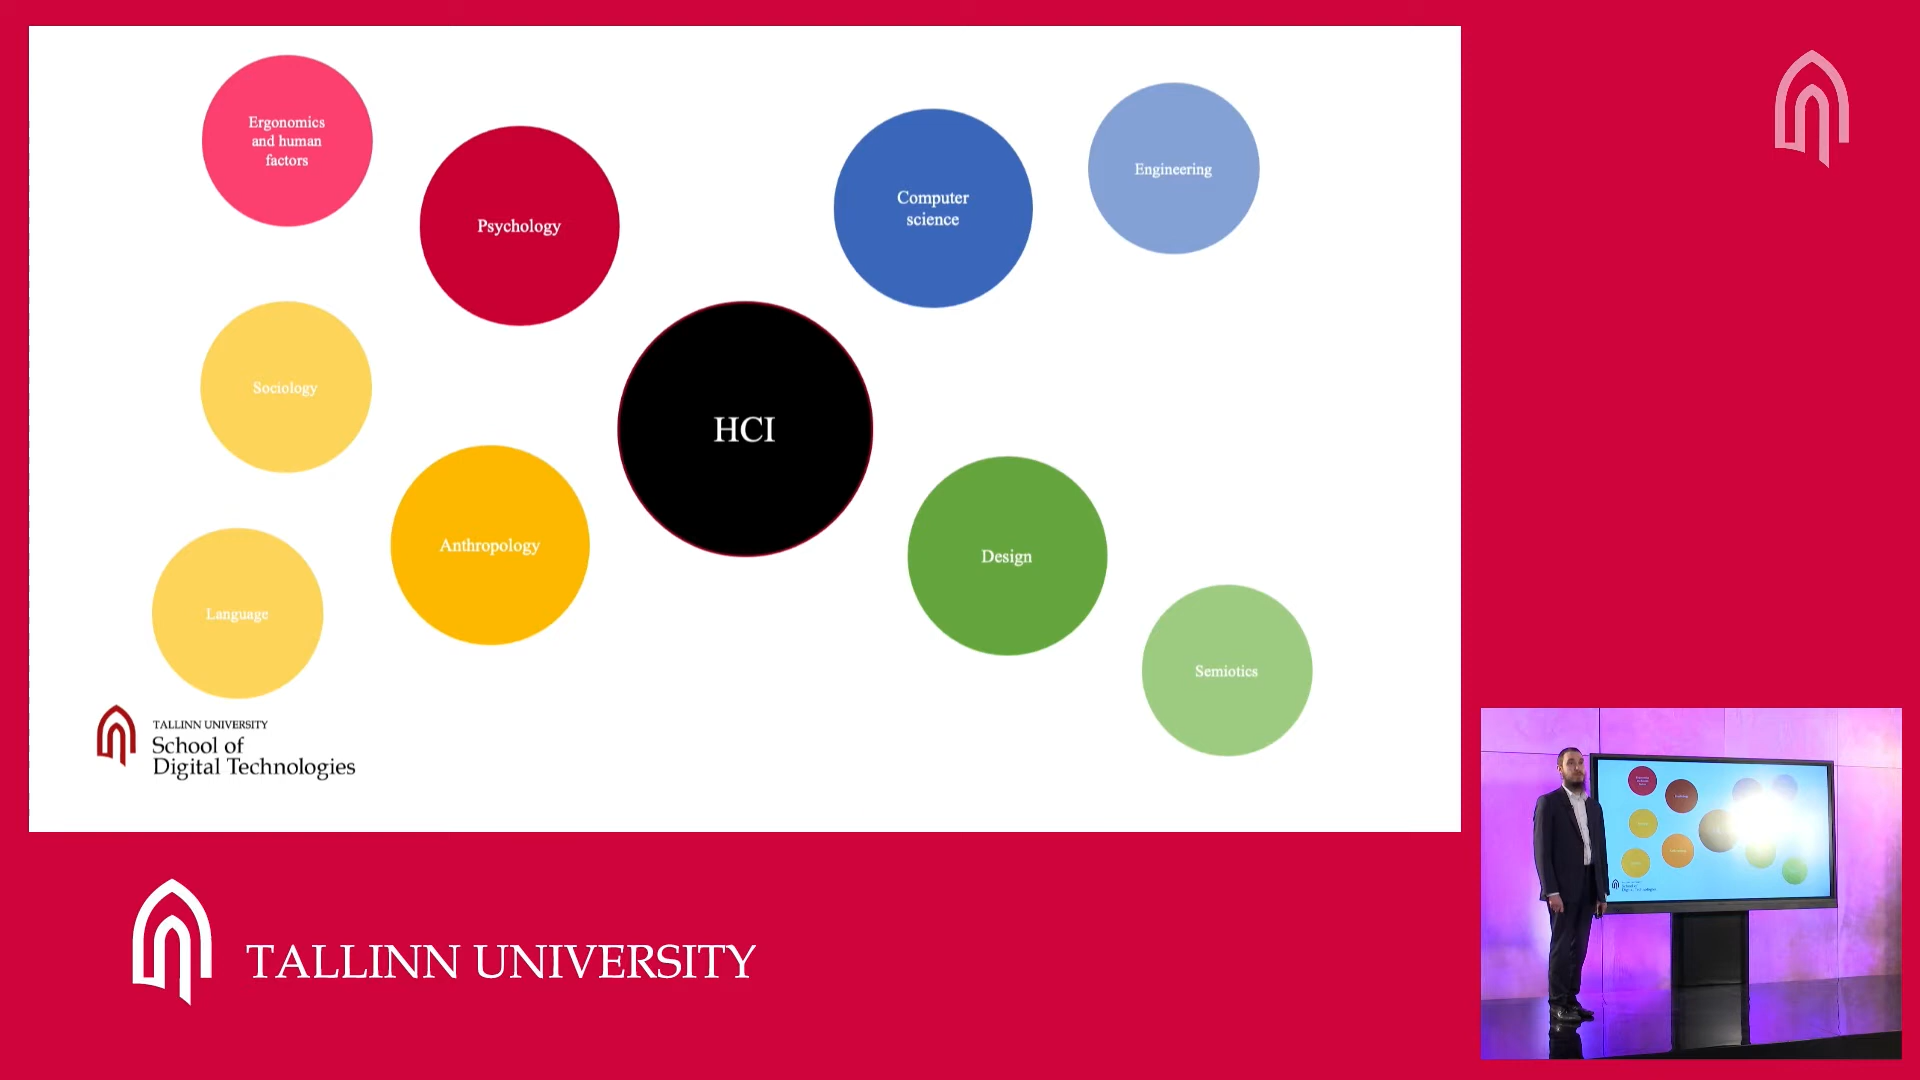 Ergonomics
and human
factors
Psychology
Computer
science
Engineering
Sociology
HCI
Anthropology
Design
Language
Semiotics
TALLINN UNIVERSITY
School of
Digital Technologies
TALLINN UNIVERSITY